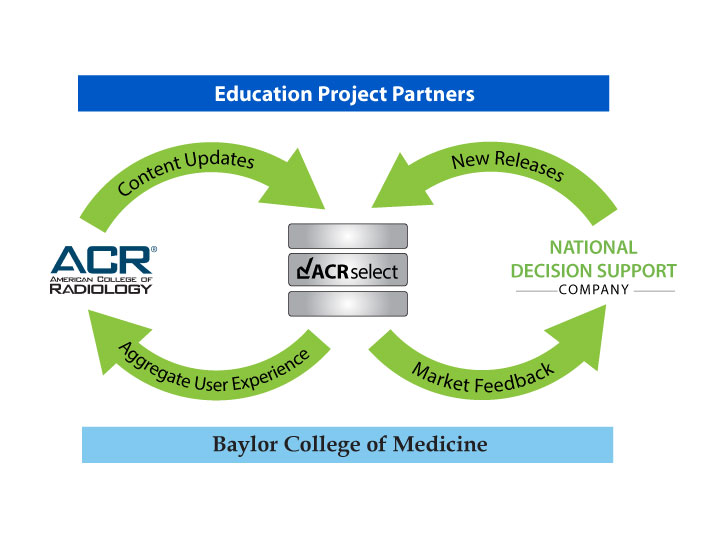 Education Project Partners
Content Updates
New Releases
ACR®
AMERICAN COLLEGE OF
RADIOLOGY
ACRselect
NATIONAL
DECISION SUPPORT
COMPANY
Aggregate User Experience
Market Feedback
Baylor College of Medicine